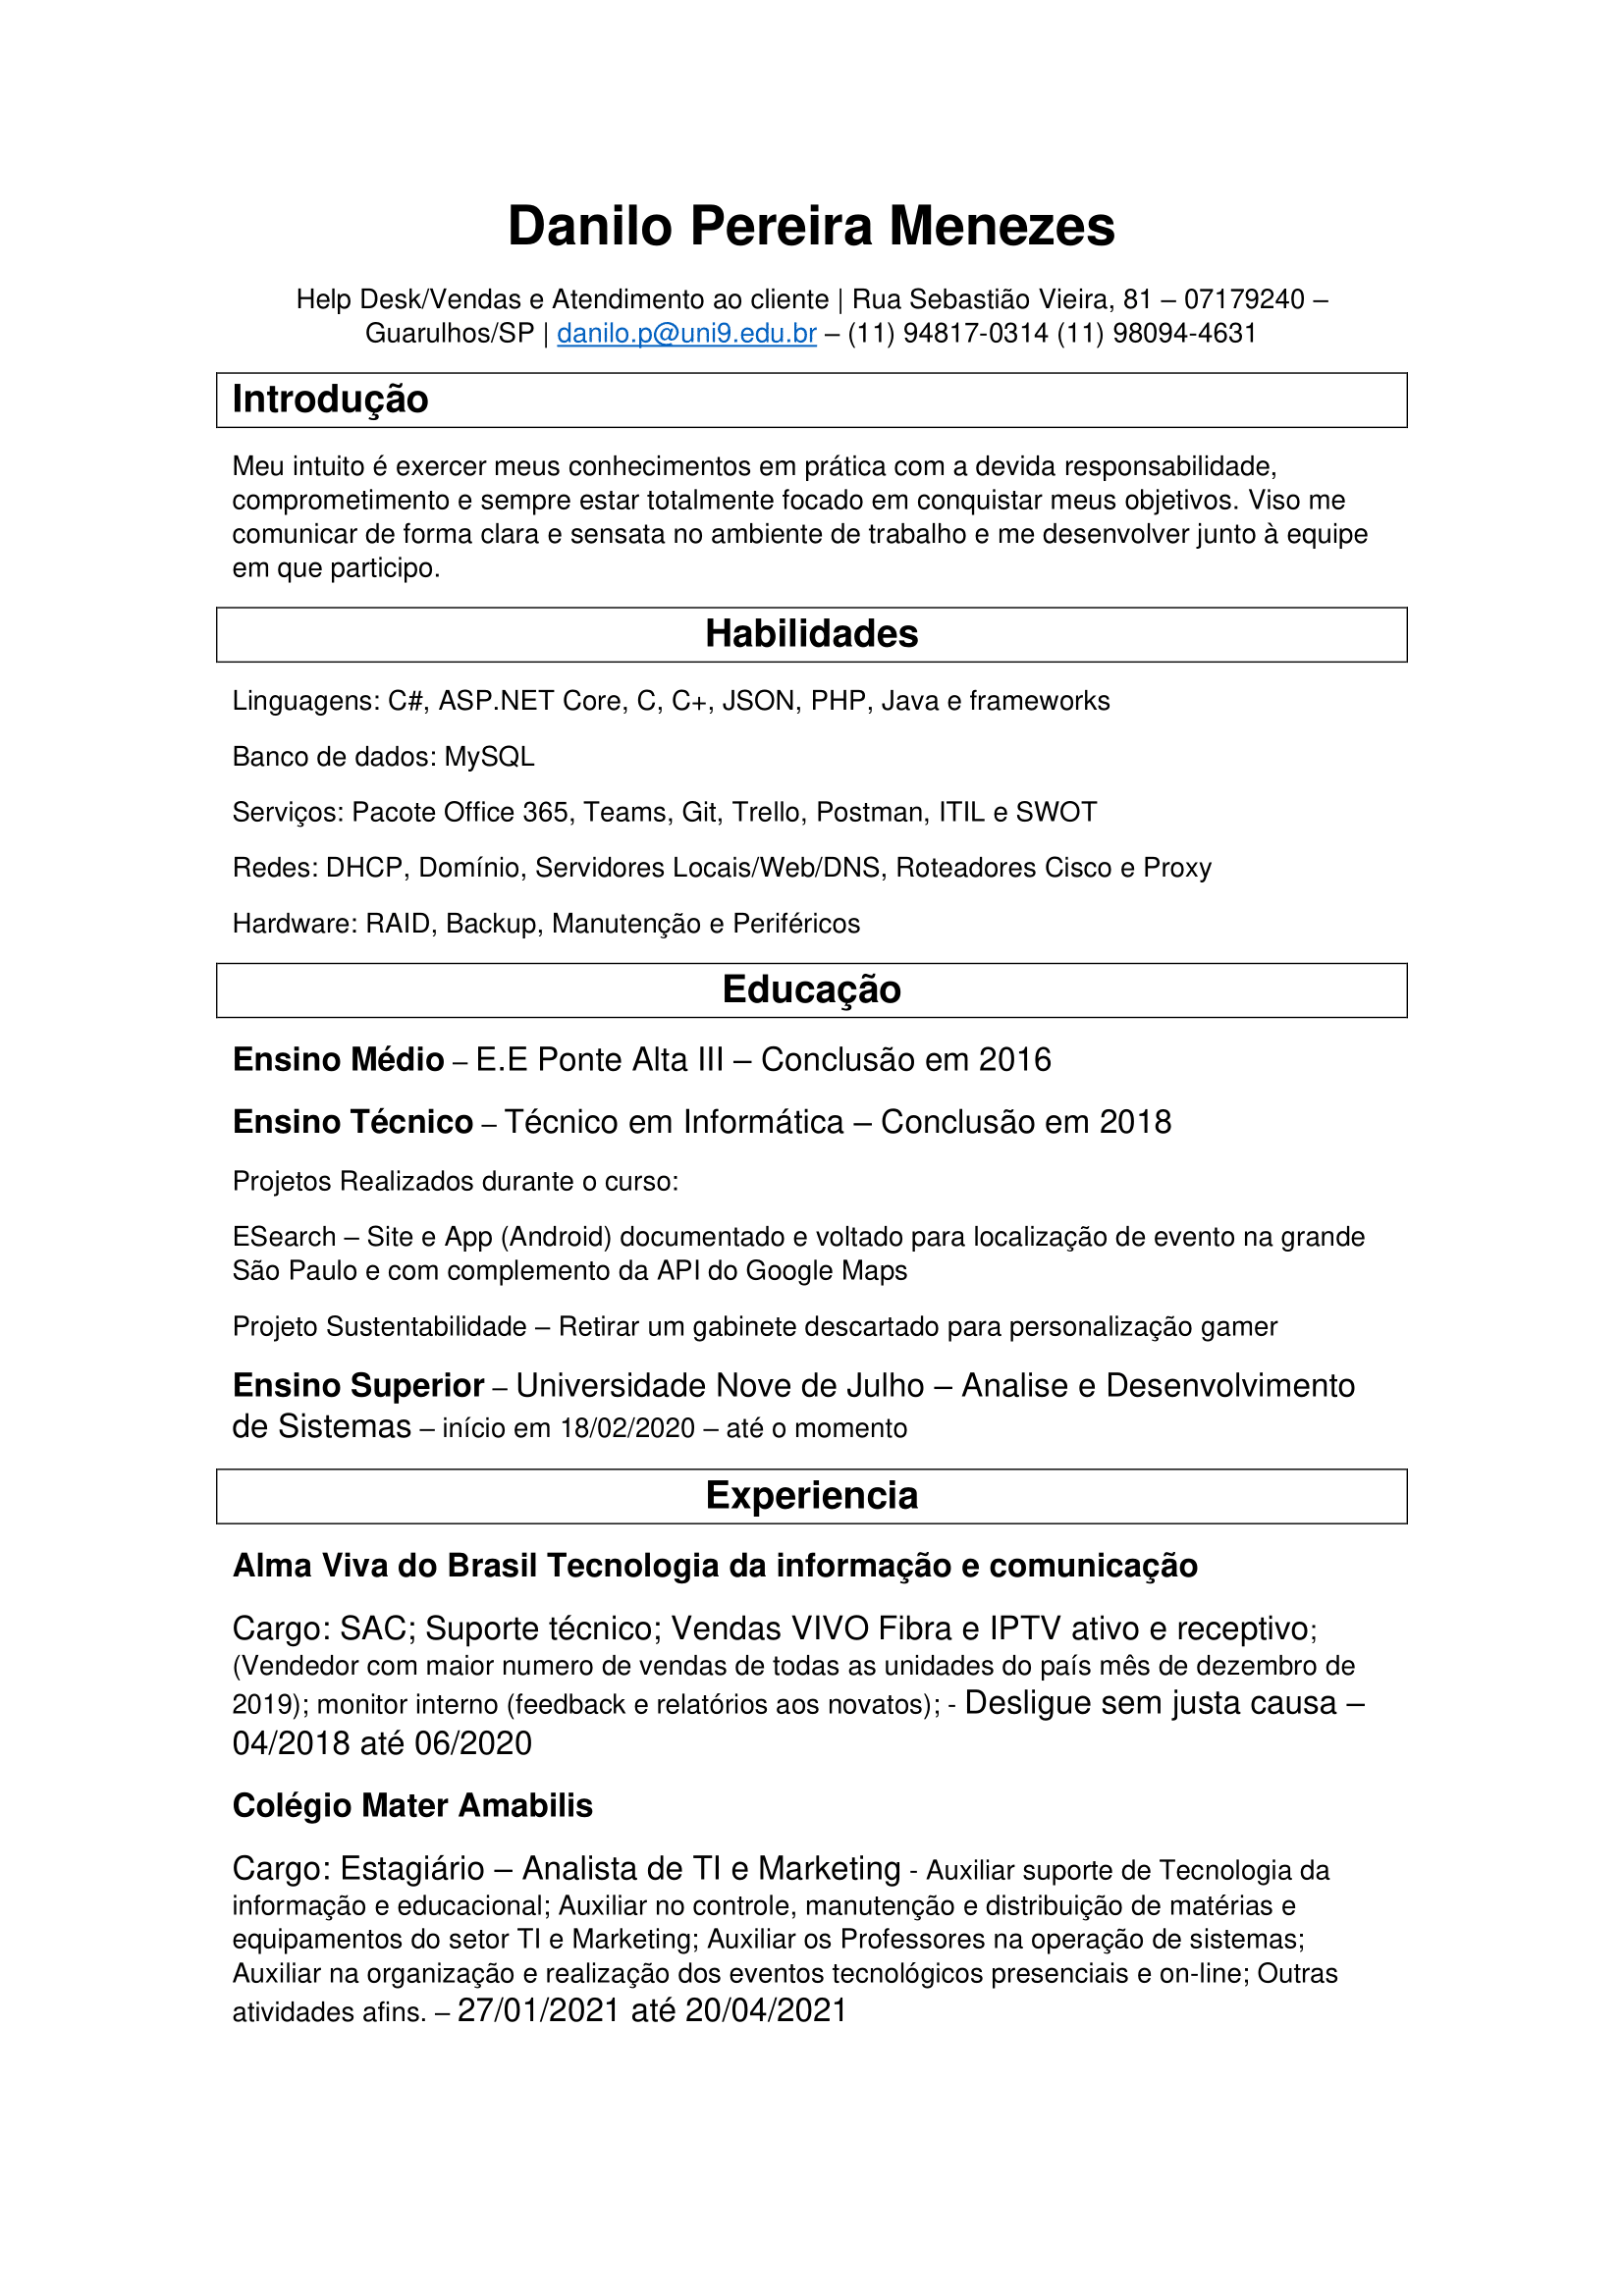 Danilo Pereira Menezes
Help Desk/Vendas e Atendimento ao cliente | Rua Sebastião Vieira, 81 – 07179240 –
Guarulhos/SP | danilo.p@uni9.edu.br – (11) 94817-0314 (11) 98094-4631
Introdução
Meu intuito é exercer meus conhecimentos em prática com a devida responsabilidade,
comprometimento e sempre estar totalmente focado em conquistar meus objetivos. Viso me
comunicar de forma clara e sensata no ambiente de trabalho e me desenvolver junto à equipe
em que participo.
Habilidades
Linguagens: C#, ASP.NET Core, C, C+, JSON, PHP, Java e frameworks
Banco de dados: MySQL
Serviços: Pacote Office 365, Teams, Git, Trello, Postman, ITIL e SWOT
Redes: DHCP, Domínio, Servidores Locais/Web/DNS, Roteadores Cisco e Proxy
Hardware: RAID, Backup, Manutenção e Periféricos
Educação
Ensino Médio – E.E Ponte Alta III – Conclusão em 2016
Ensino Técnico – Técnico em Informática – Conclusão em 2018
Projetos Realizados durante o curso:
ESearch – Site e App (Android) documentado e voltado para localização de evento na grande
São Paulo e com complemento da API do Google Maps
Projeto Sustentabilidade – Retirar um gabinete descartado para personalização gamer
Ensino Superior – Universidade Nove de Julho – Analise e Desenvolvimento
de Sistemas – início em 18/02/2020 – até o momento
Experiencia
Alma Viva do Brasil Tecnologia da informação e comunicação
Cargo: SAC; Suporte técnico; Vendas VIVO Fibra e IPTV ativo e receptivo;
(Vendedor com maior numero de vendas de todas as unidades do país mês de dezembro de
2019); monitor interno (feedback e relatórios aos novatos); - Desligue sem justa causa –
04/2018 até 06/2020
Colégio Mater Amabilis
Cargo: Estagiário – Analista de TI e Marketing - Auxiliar suporte de Tecnologia da
informação e educacional; Auxiliar no controle, manutenção e distribuição de matérias e
equipamentos do setor TI e Marketing; Auxiliar os Professores na operação de sistemas;
Auxiliar na organização e realização dos eventos tecnológicos presenciais e on-line; Outras
atividades afins. – 27/01/2021 até 20/04/2021